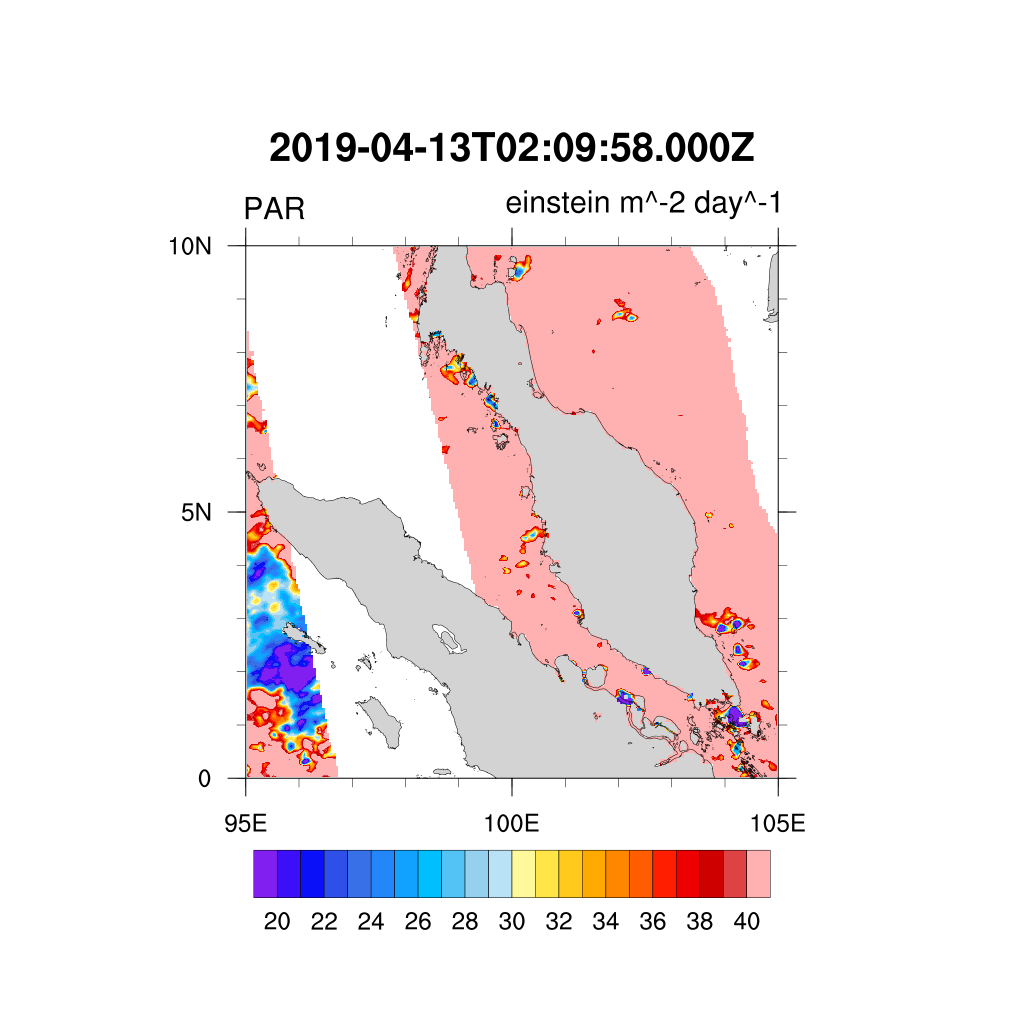 2019-04-13T02:09:58.000Z
PAR einstein m^-2 day^-1
10N
5N
0
95E 100E 105E
20 22 24 26 28 30 32 34 36 38 40